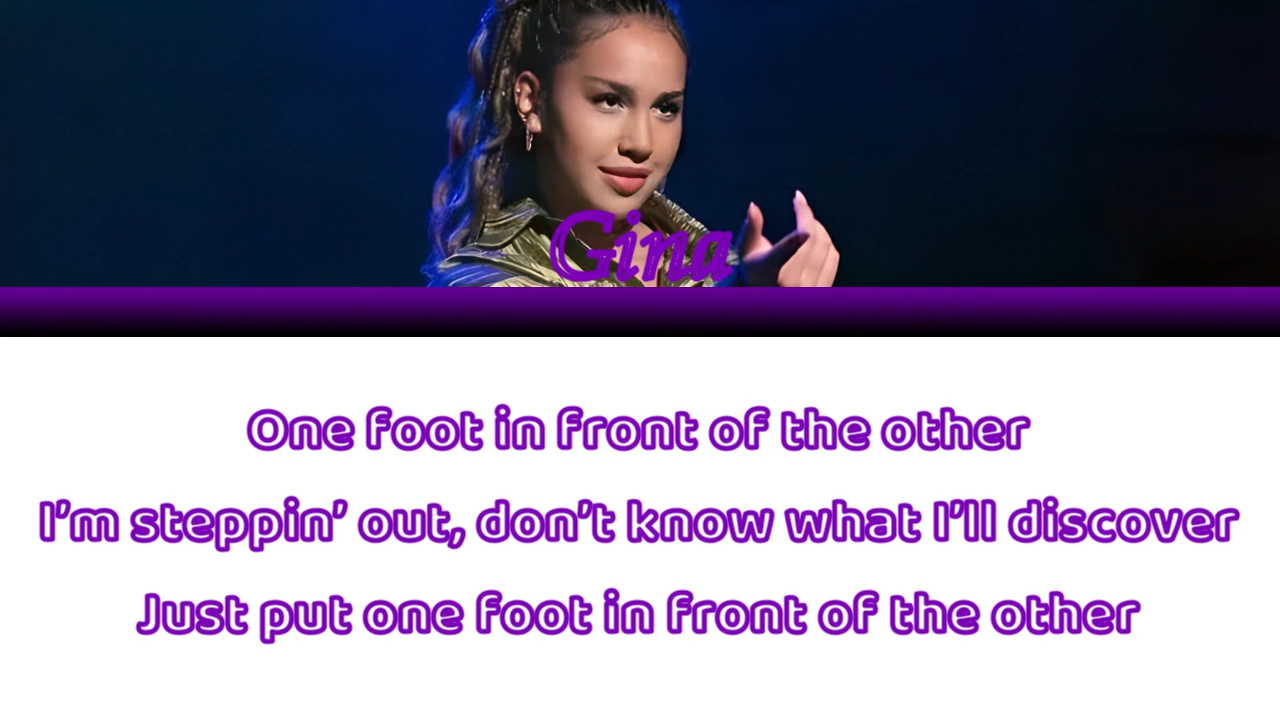 Gina
One foot in front of the other
I'm steppin' out, don't know what I'll discover
Just put one foot in front of the other